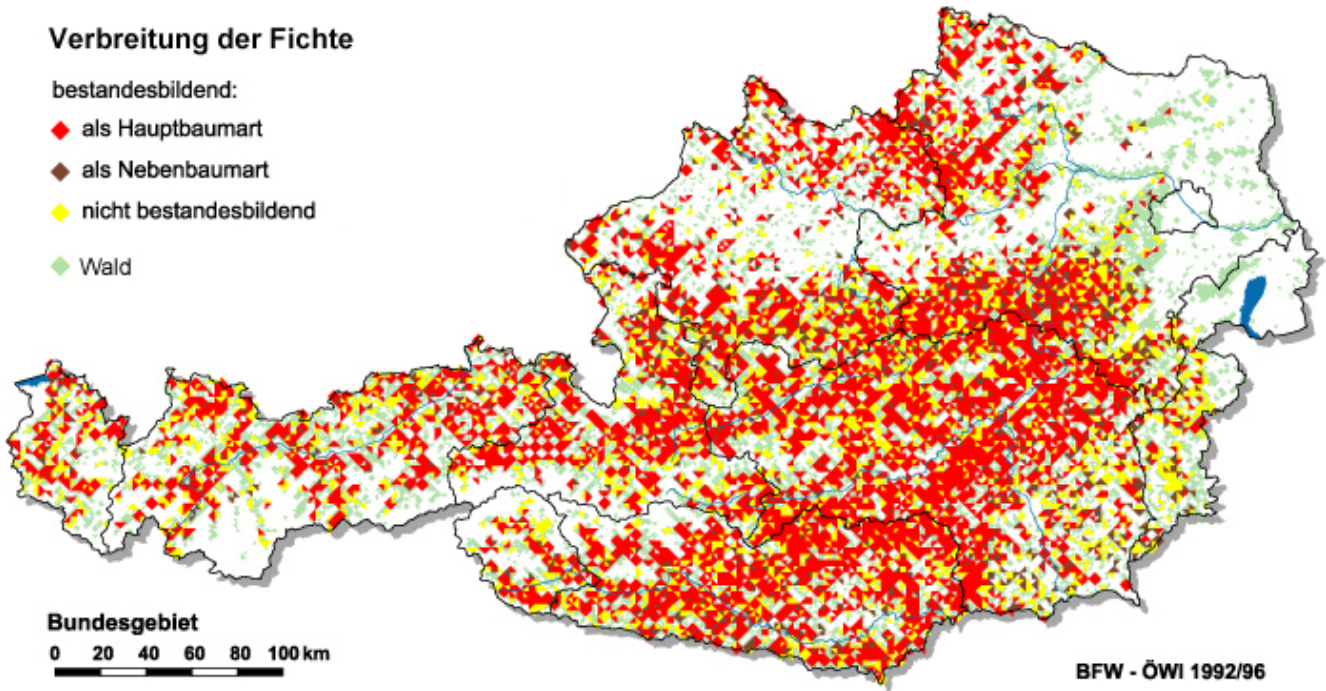 Verbreitung der Fichte
bestandesbildend:
als Hauptbaumart
als Nebenbaumart
nicht bestandesbildend
Wald
Bundesgebiet
0 20 40 60 80 100 km
BFW - ÖWI 1992/96